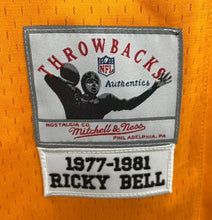 THROWBACKS
NFL
Authentics
NOSTALGIA CO.
Mitchell & Ness
PHILADELPHIA, PA.
1977-1981
RICKY BELL